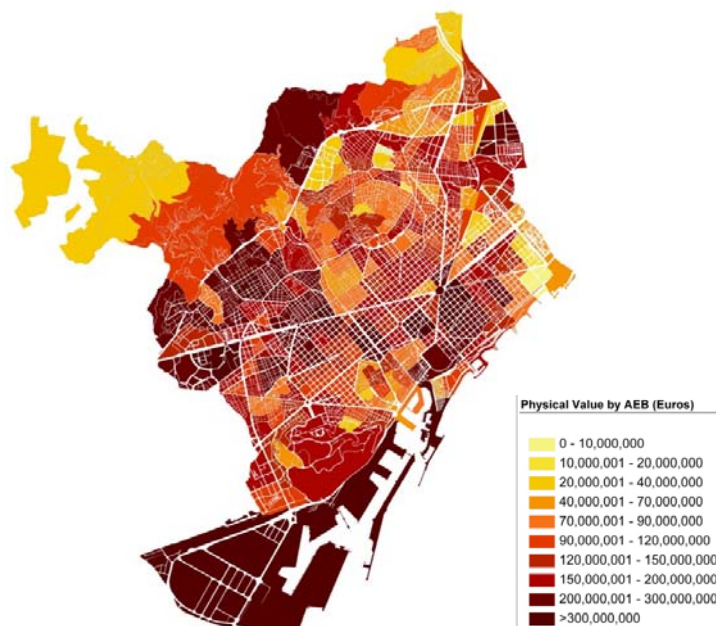 Physical Value by AEB (Euros)
0 - 10,000,000
10,000,001 - 20,000,000
20,000,001 - 40,000,000
40,000,001 - 70,000,000
70,000,001 - 90,000,000
90,000,001 - 120,000,000
120,000,001 - 150,000,000
150,000,001 - 200,000,000
200,000,001 - 300,000,000
>300,000,000